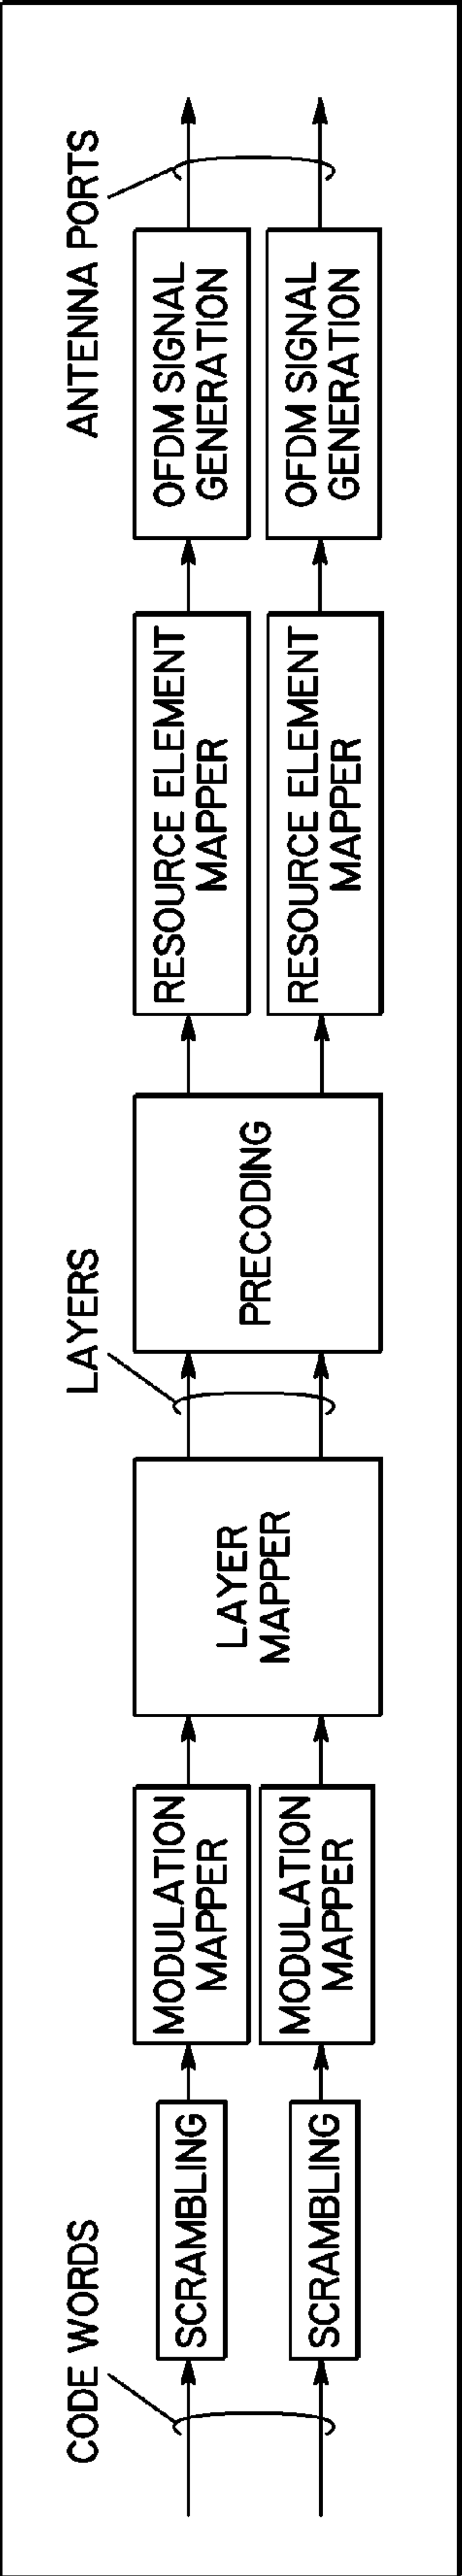 CODE WORDS
LAYERS
ANTENNA PORTS
SCRAMBLING
MODULATION
MAPPER
LAYER
MAPPER
PRECODING
RESOURCE ELEMENT
MAPPER
OFDM SIGNAL
GENERATION
SCRAMBLING
MODULATION
MAPPER
RESOURCE ELEMENT
MAPPER
OFDM SIGNAL
GENERATION